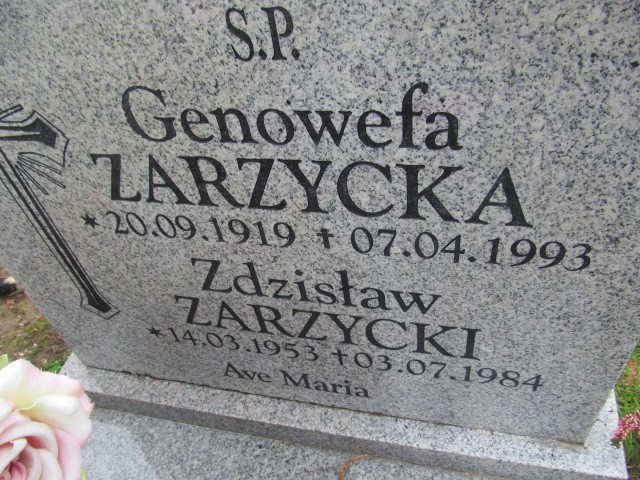 S.P.
Genowefa
ZARZYCKA
* 20.09.1919 ✝ 07.04.1993
Zdzisław
ZARZYCKI
* 14.03.1953 ✝ 03.07.1984
Ave Maria